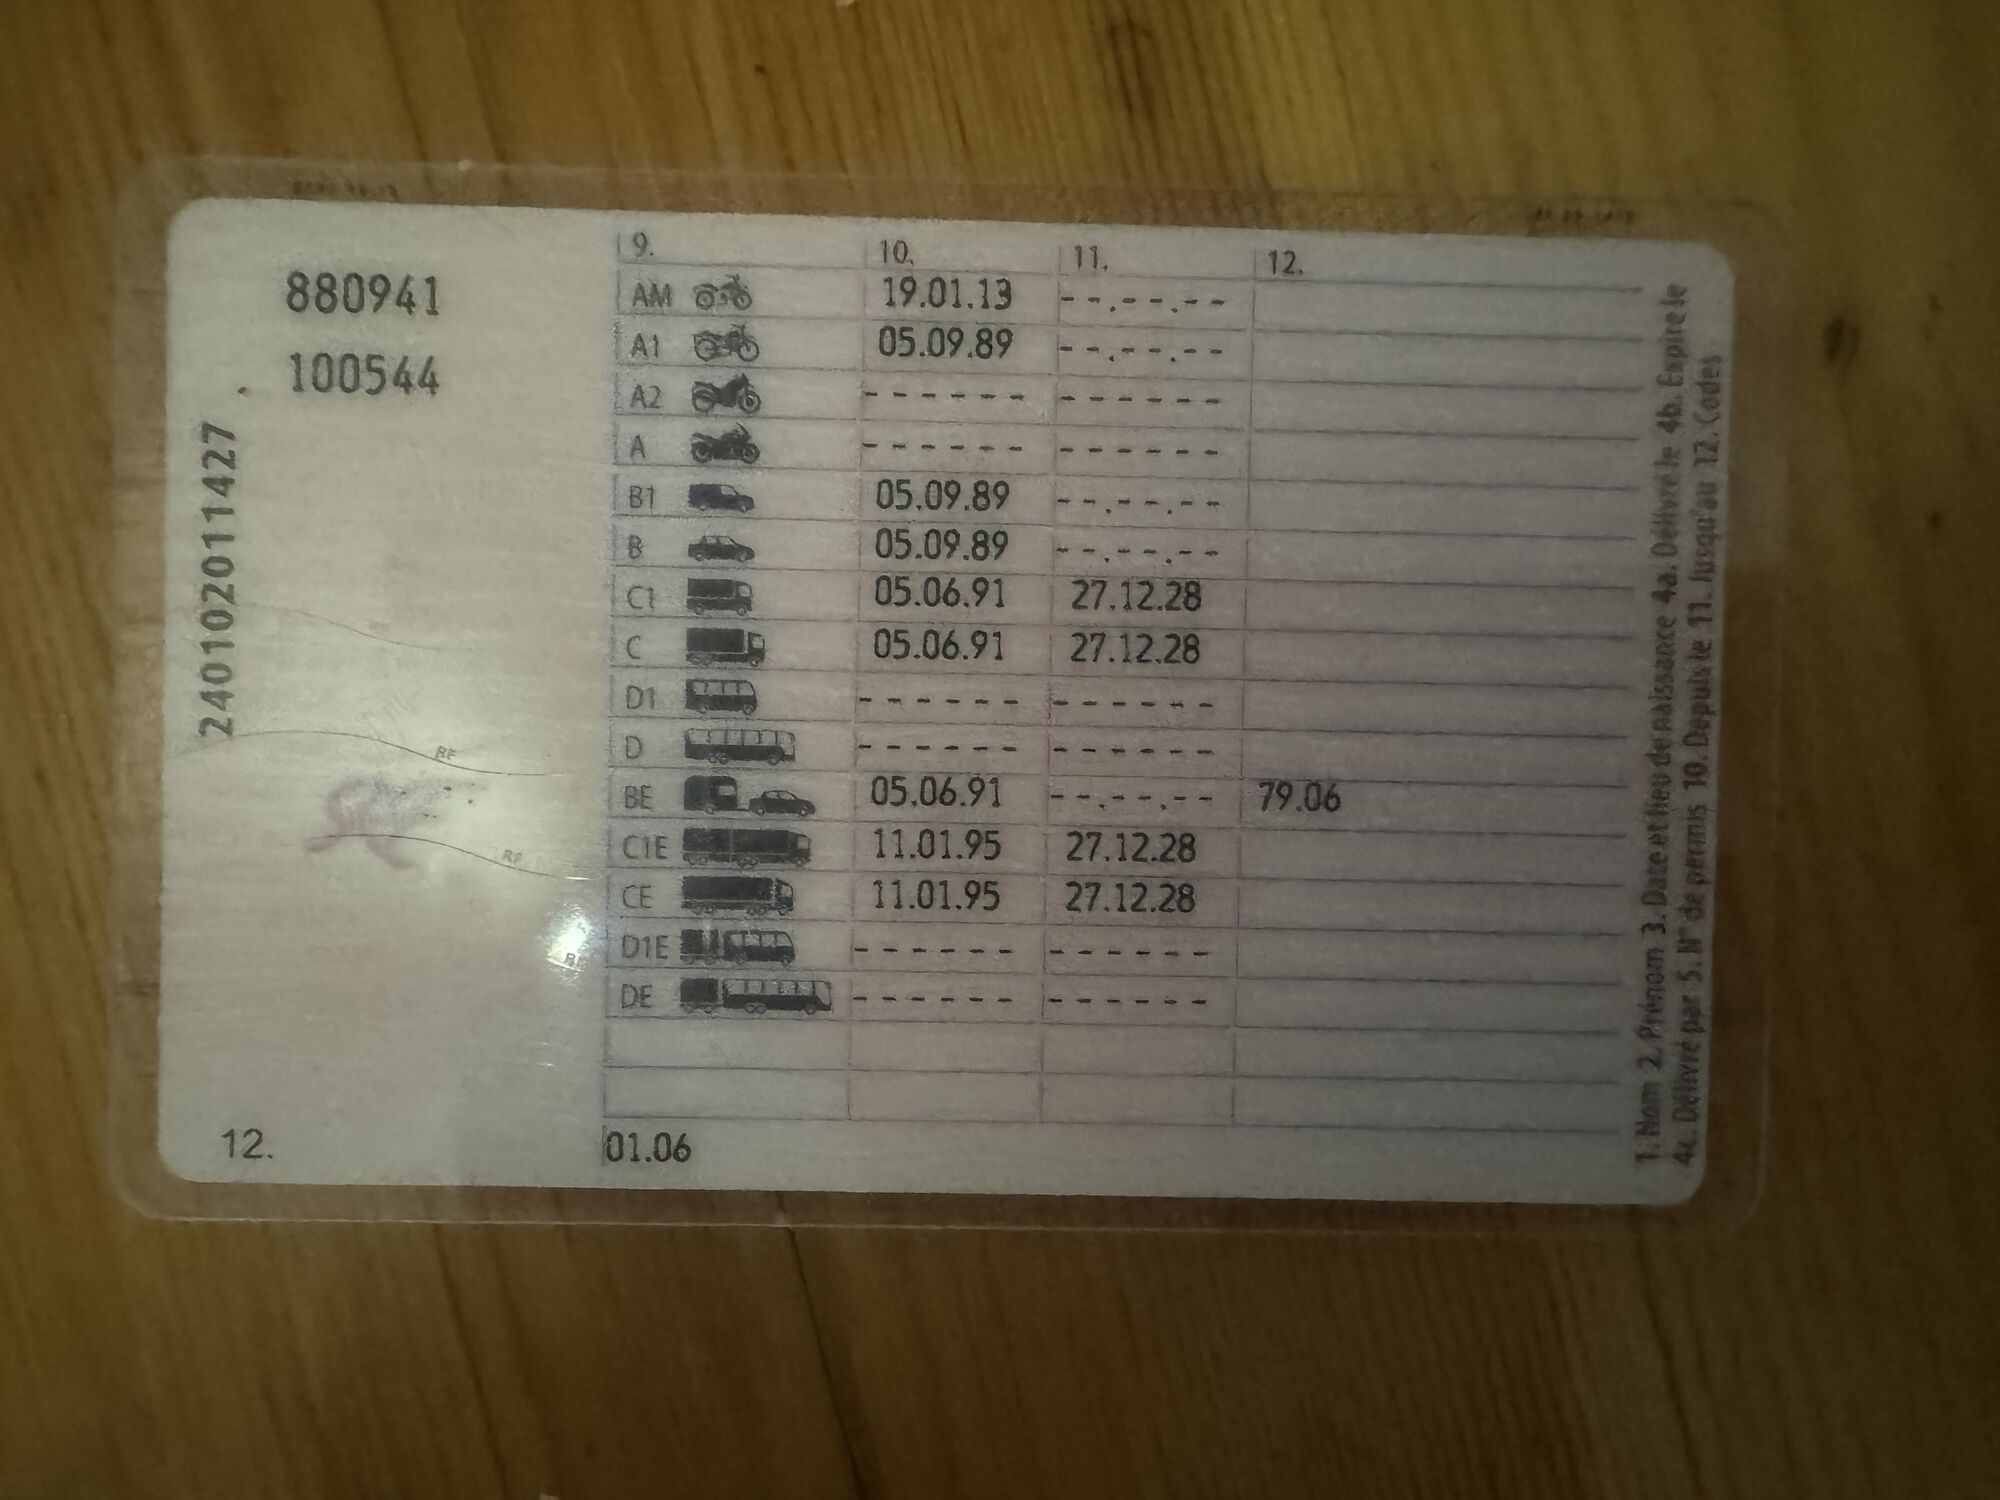 880941
100544
240102011427
9. 10. 11. 12.
AM 19.01.13 --.--.--
A1 05.09.89 --.--.--
A2 ------ ------
A ------ ------
B1 05.09.89 --.--.--
B 05.09.89 --.--.--
C1 05.06.91 27.12.28
C 05.06.91 27.12.28
D1 ------ ------
D ------ ------
BE 05.06.91 --.--.-- 79.06
C1E 11.01.95 27.12.28
CE 11.01.95 27.12.28
D1E ------ ------
DE ------ ------
12. 01.06
RF
RF
RF
1. Nom 2. Prénom 3. Date et lieu de naissance 4a. Délivré le 4b. Expire le
4c. Délivré par 5. N° de permis 10. Depuis le 11. Jusqu'au 12. Codes